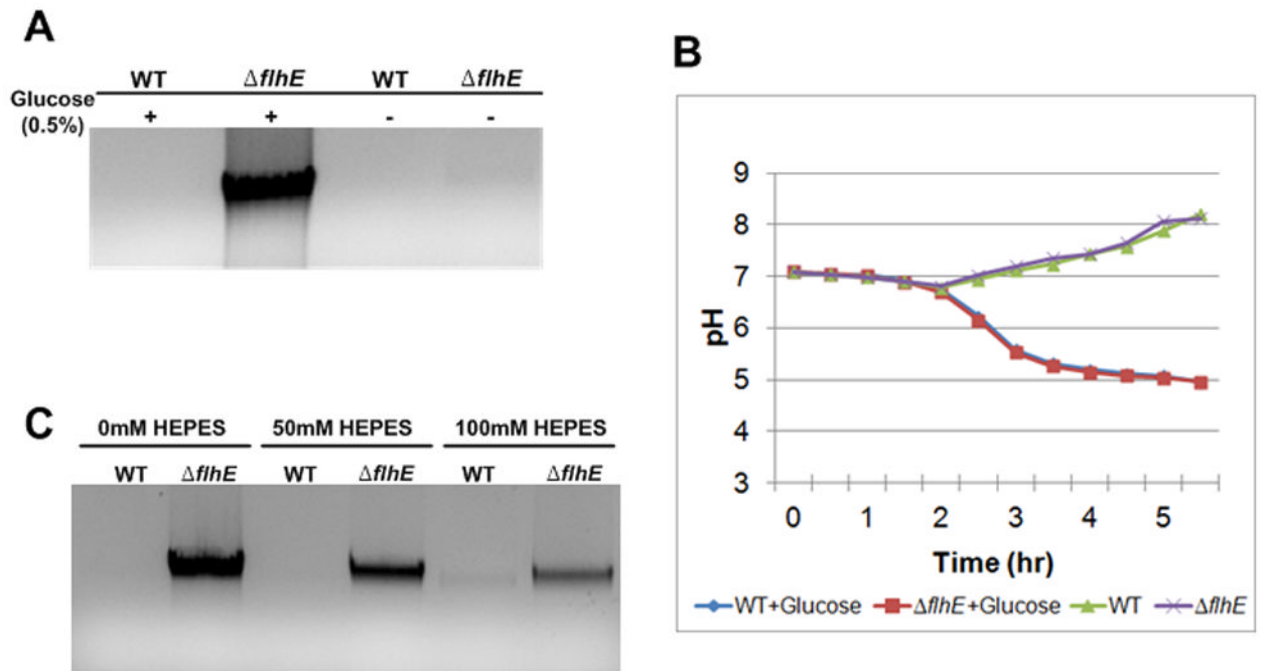 A
WT ΔflhE WT ΔflhE
Glucose
(0.5%)
+ + - -
B
9
8
7
6
5
4
3
pH
0 1 2 3 4 5
Time (hr)
WT+Glucose ΔflhE+Glucose WT ΔflhE
C
0mM HEPES 50mM HEPES 100mM HEPES
WT ΔflhE WT ΔflhE WT ΔflhE